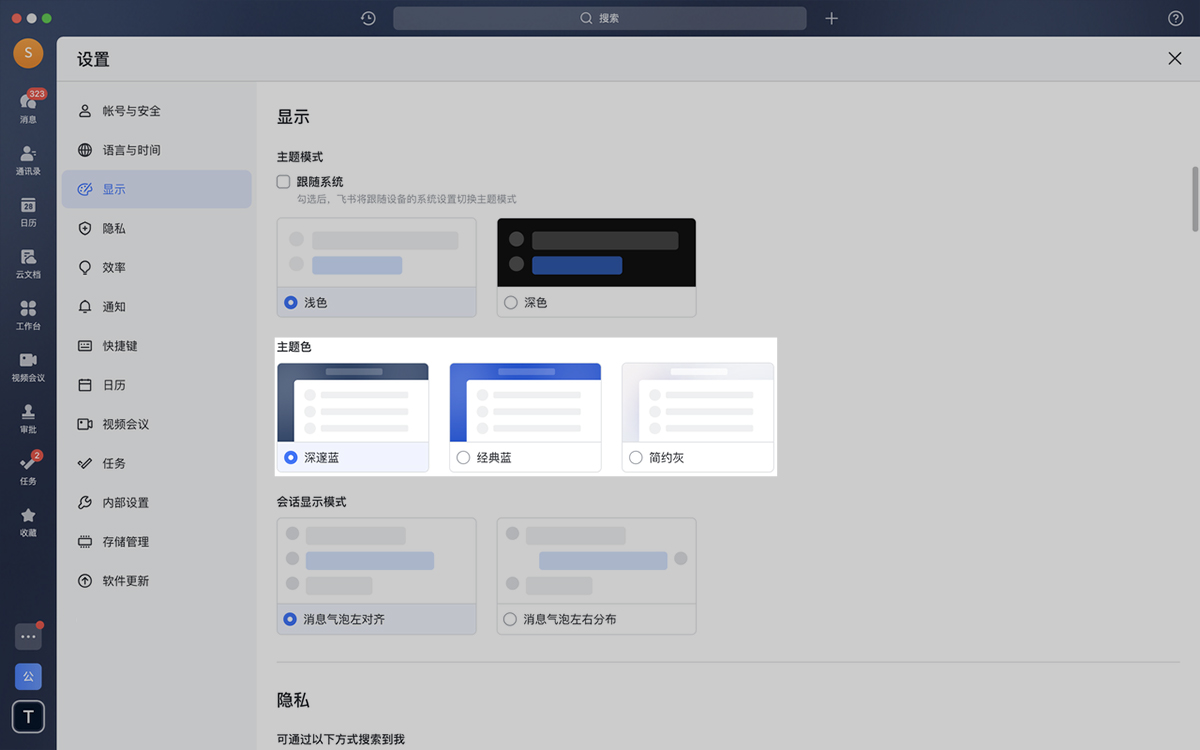 搜索
S
设置
323
消息
通讯录
28
日历
云文档
工作台
视频会议
审批
2
任务
收藏
公
T
帐号与安全
语言与时间
显示
隐私
效率
通知
快捷键
日历
视频会议
任务
内部设置
存储管理
软件更新
显示
主题模式
跟随系统
勾选后，飞书将跟随设备的系统设置切换主题模式
浅色
深色
主题色
深邃蓝
经典蓝
简约灰
会话显示模式
消息气泡左对齐
消息气泡左右分布
隐私
可通过以下方式搜索到我